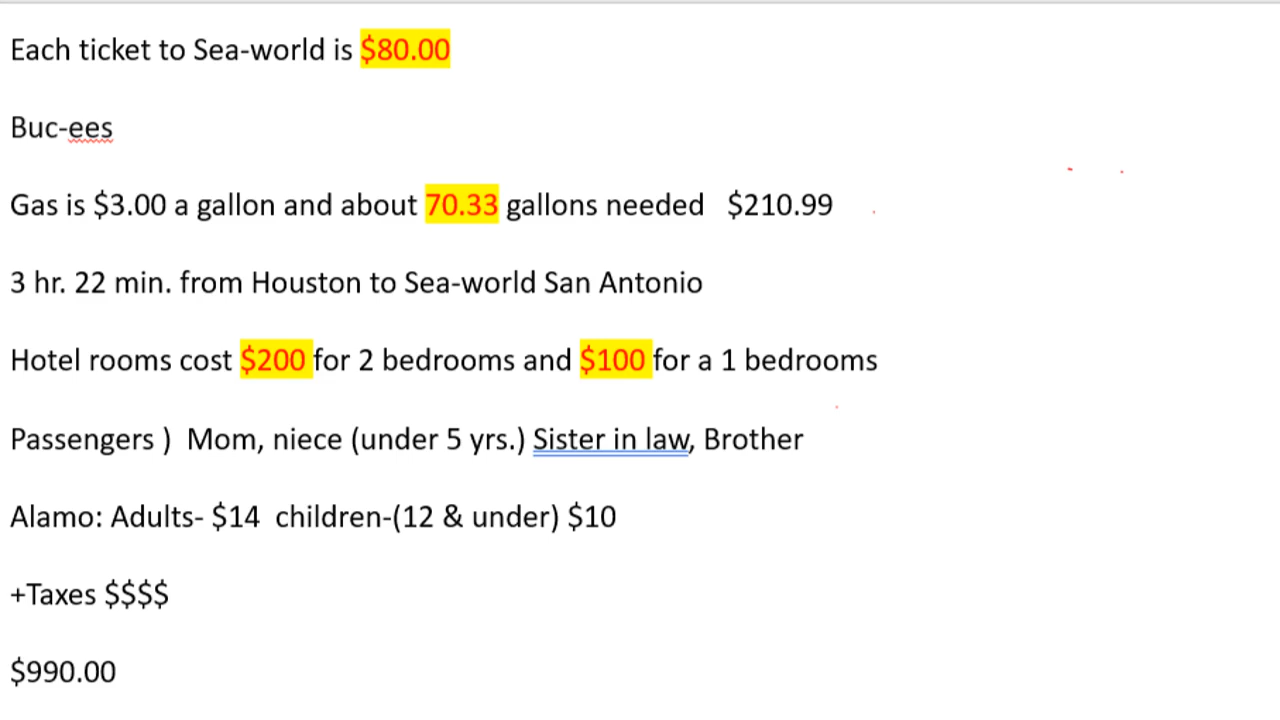 Each ticket to Sea-world is $80.00
Buc-ees
Gas is $3.00 a gallon and about 70.33 gallons needed $210.99
3 hr. 22 min. from Houston to Sea-world San Antonio
Hotel rooms cost $200 for 2 bedrooms and $100 for a 1 bedrooms
Passengers ) Mom, niece (under 5 yrs.) Sister in law, Brother
Alamo: Adults- $14 children-(12 & under) $10
+Taxes $$$$
$990.00